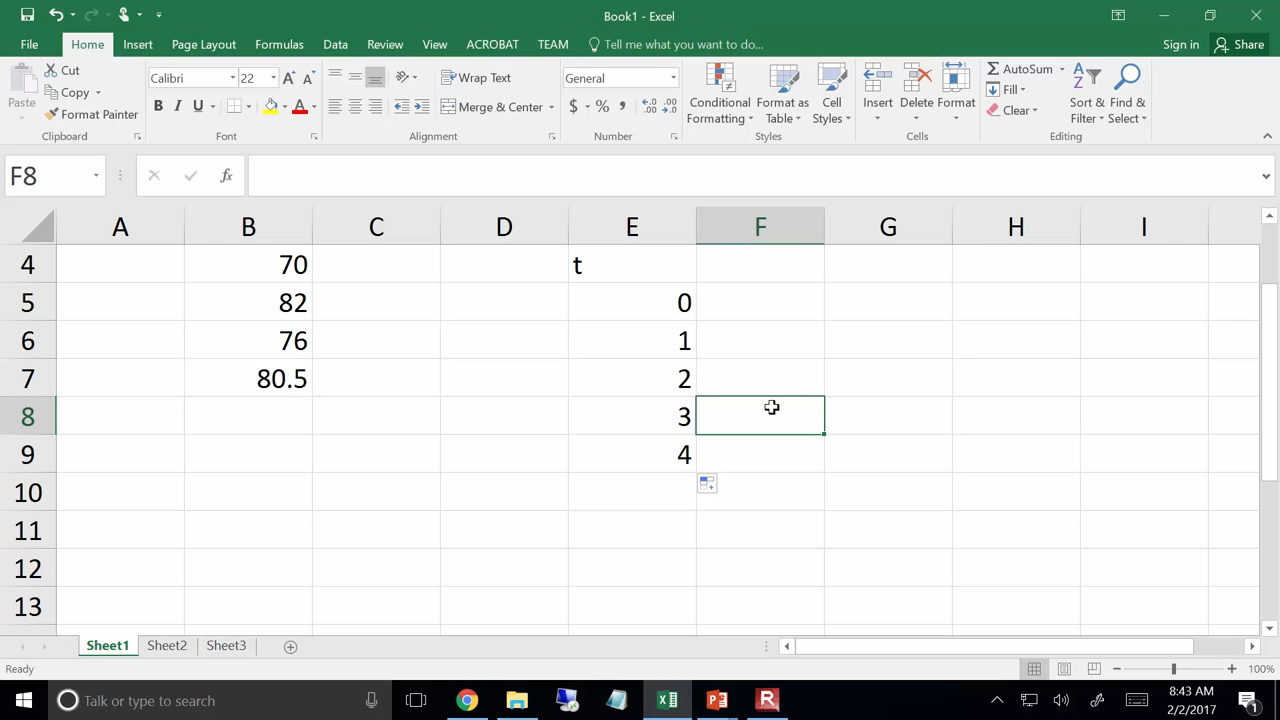 Book1 - Excel
File Home Insert Page Layout Formulas Data Review View ACROBAT TEAM Tell me what you want to do... Sign in Share
Paste
Cut
Copy
Format Painter
Clipboard
Calibri 22
B I U
Font
Wrap Text
Merge & Center
Alignment
General
$ % ,
Number
Conditional Formatting
Format as Table
Cell Styles
Styles
Insert Delete Format
Cells
AutoSum
Fill
Clear
Sort & Filter
Find & Select
Editing
F8 fx
A B C D E F G H I
4 70 t
5 82 0
6 76 1
7 80.5 2
8 3
9 4
10
11
12
13
Sheet1 Sheet2 Sheet3
Ready 100%
Talk or type to search 8:43 AM
2/2/2017